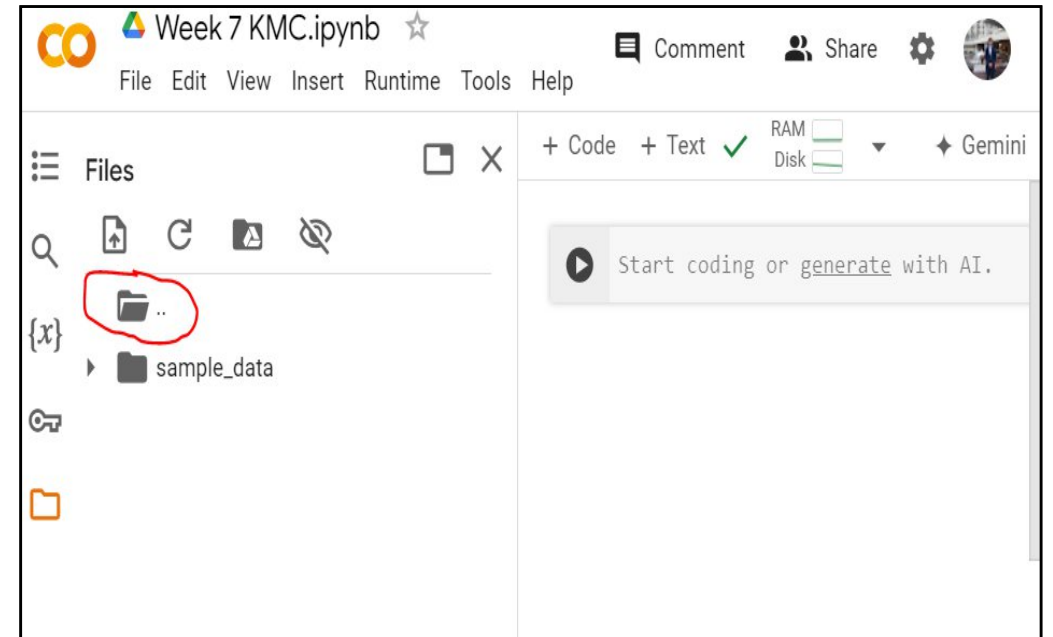 Week 7 KMC.ipynb
Comment Share
File Edit View Insert Runtime Tools Help
Files
+ Code + Text RAM Disk Gemini
Start coding or generate with AI.
..
{x}
sample_data